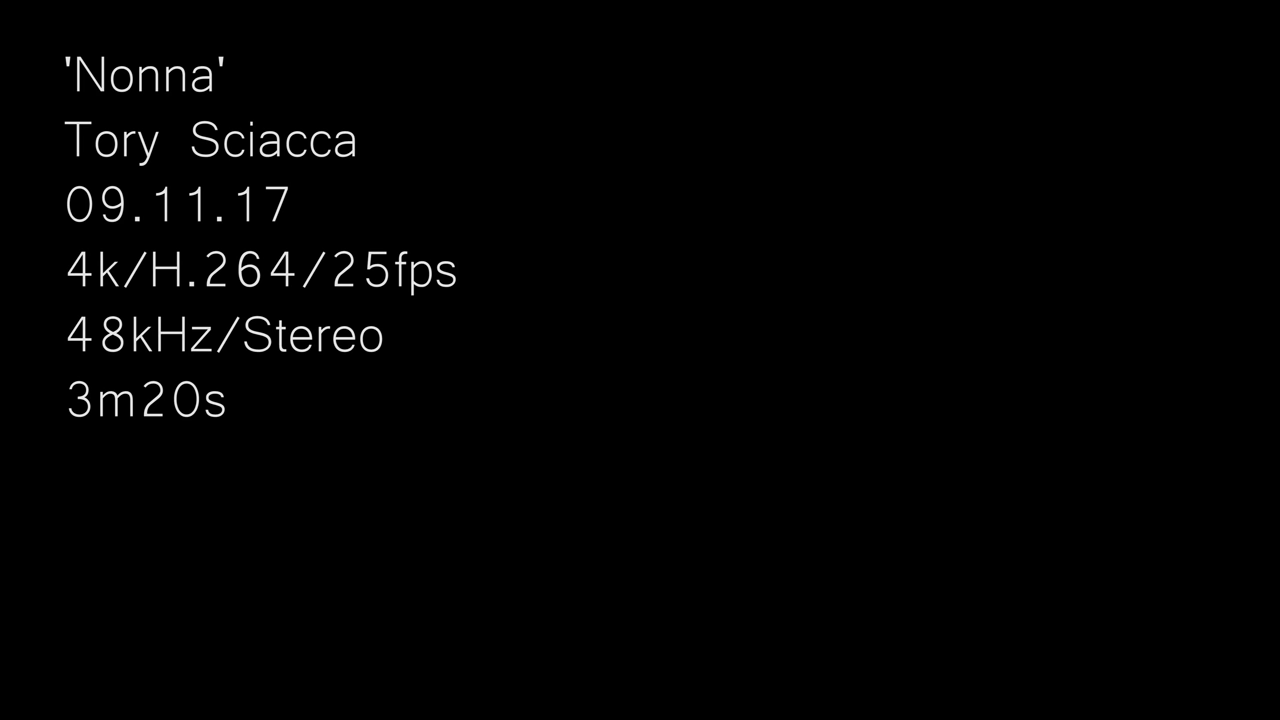 'Nonna'
Tory Sciacca
09.11.17
4k/H.264/25fps
48kHz/Stereo
3m20s